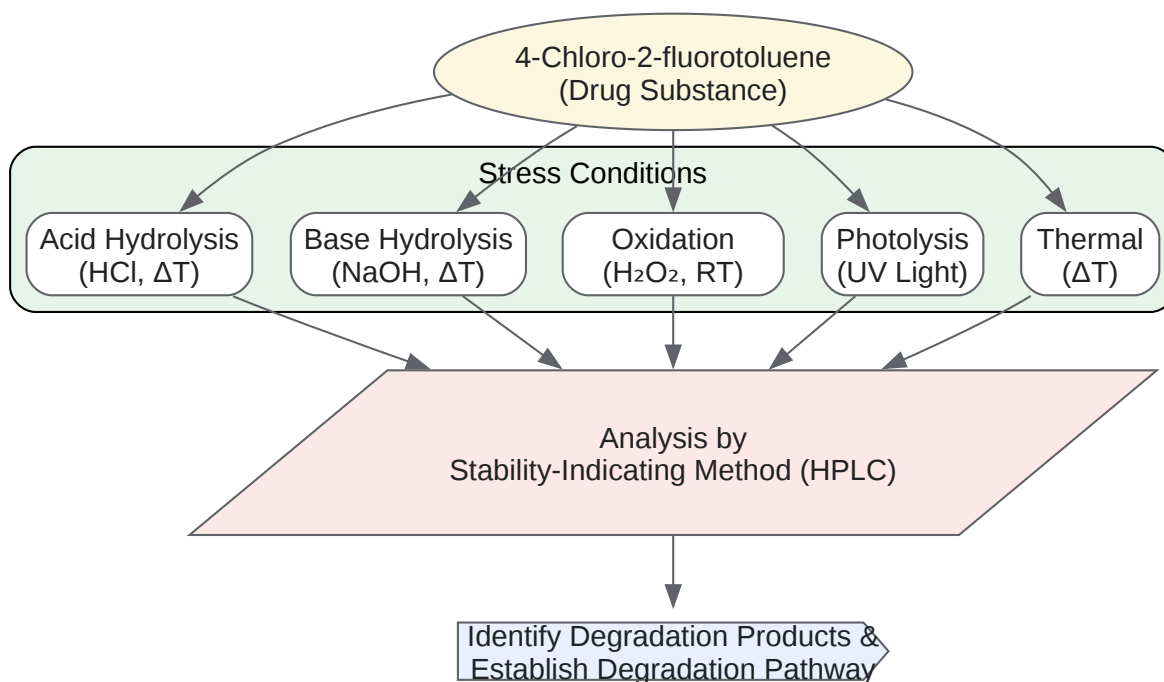 4-Chloro-2-fluorotoluene
(Drug Substance)
Stress Conditions
Acid Hydrolysis
(HCl, ΔT)
Base Hydrolysis
(NaOH, ΔT)
Oxidation
(H₂O₂, RT)
Photolysis
(UV Light)
Thermal
(ΔT)
Analysis by
Stability-Indicating Method (HPLC)
Identify Degradation Products &
Establish Degradation Pathway